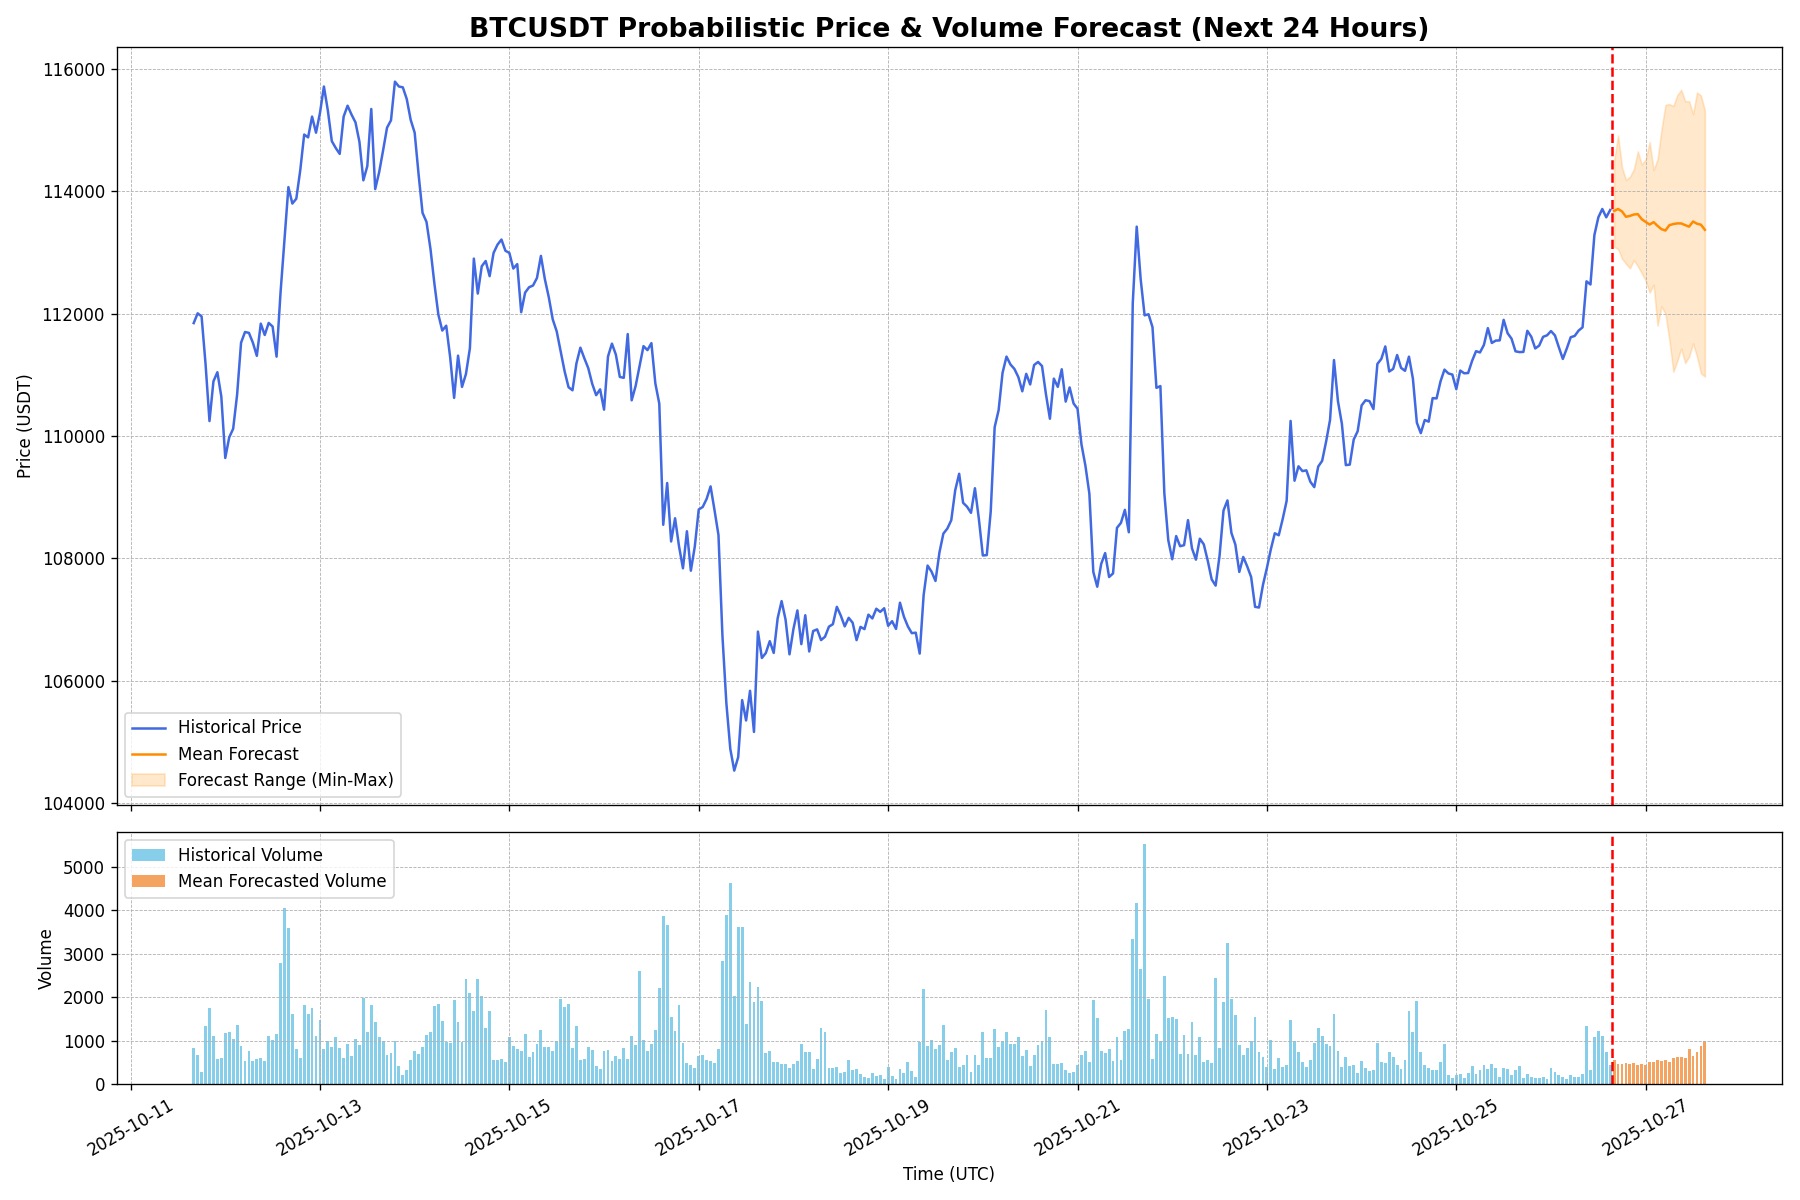 BTCUSDT Probabilistic Price & Volume Forecast (Next 24 Hours)
116000
114000
112000
110000
108000
106000
104000
Price (USDT)
Historical Price
Mean Forecast
Forecast Range (Min-Max)
5000
4000
3000
2000
1000
0
Volume
Historical Volume
Mean Forecasted Volume
2025-10-11
2025-10-13
2025-10-15
2025-10-17
2025-10-19
2025-10-21
2025-10-23
2025-10-25
2025-10-27
Time (UTC)